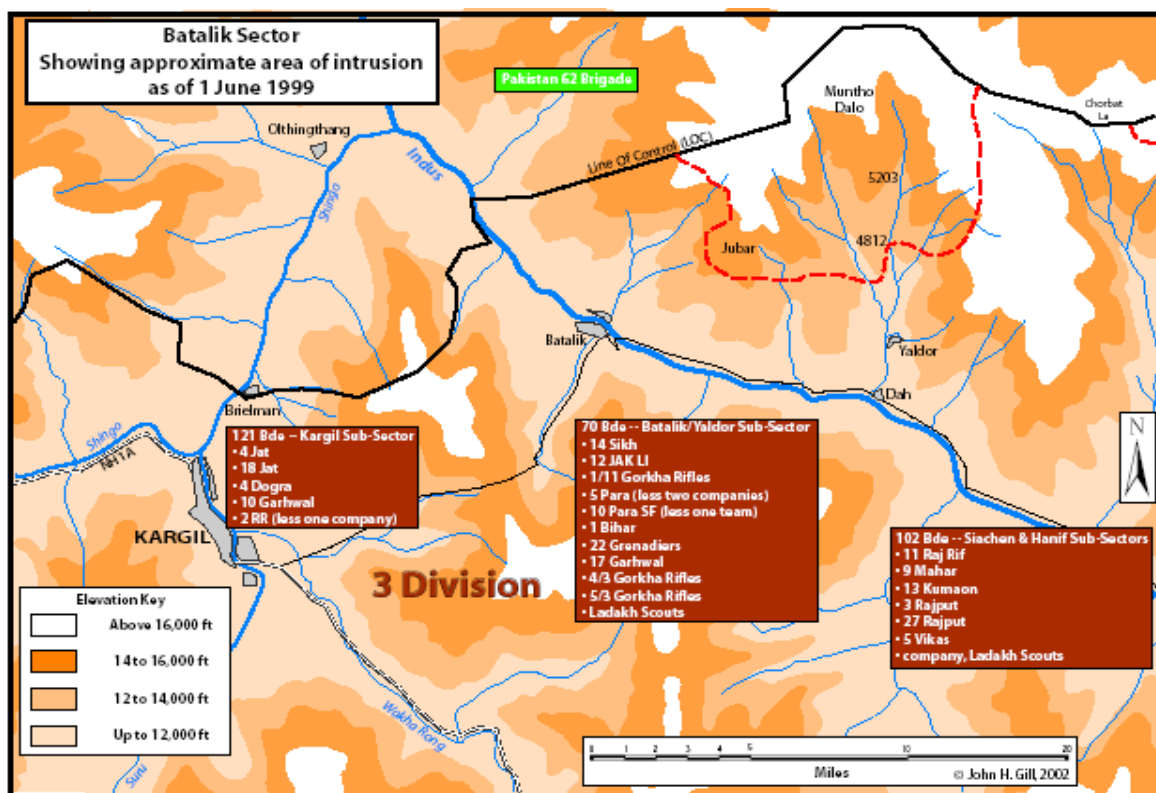 Batalik Sector
Showing approximate area of intrusion
as of 1 June 1999
Pakistan 62 Brigade
Olthingthang
Indus
Shingo
Line Of Control (LOC)
Muntho
Dalo
Chorbat
La
5203
4812
Jubar
Batalik
Yaldor
Dah
Brielman
Shingo
NH1A
KARGIL
121 Bde -- Kargil Sub-Sector
• 4 Jat
• 18 Jat
• 4 Dogra
• 10 Garhwal
• 2 RR (less one company)
70 Bde -- Batalik/Yaldor Sub-Sector
• 14 Sikh
• 12 JAK LI
• 1/11 Gorkha Rifles
• 5 Para (less two companies)
• 10 Para SF (less one team)
• 1 Bihar
• 22 Grenadiers
• 17 Garhwal
• 4/3 Gorkha Rifles
• 5/3 Gorkha Rifles
• Ladakh Scouts
102 Bde -- Siachen & Hanif Sub-Sectors
• 11 Raj Rif
• 9 Mahar
• 13 Kumaon
• 3 Rajput
• 27 Rajput
• 5 Vikas
• company, Ladakh Scouts
N
3 Division
Elevation Key
Above 16,000 ft
14 to 16,000 ft
12 to 14,000 ft
Up to 12,000 ft
Suru
Wakha Rong
0 1 2 3 4 5 10 20
Miles
© John H. Gill, 2002